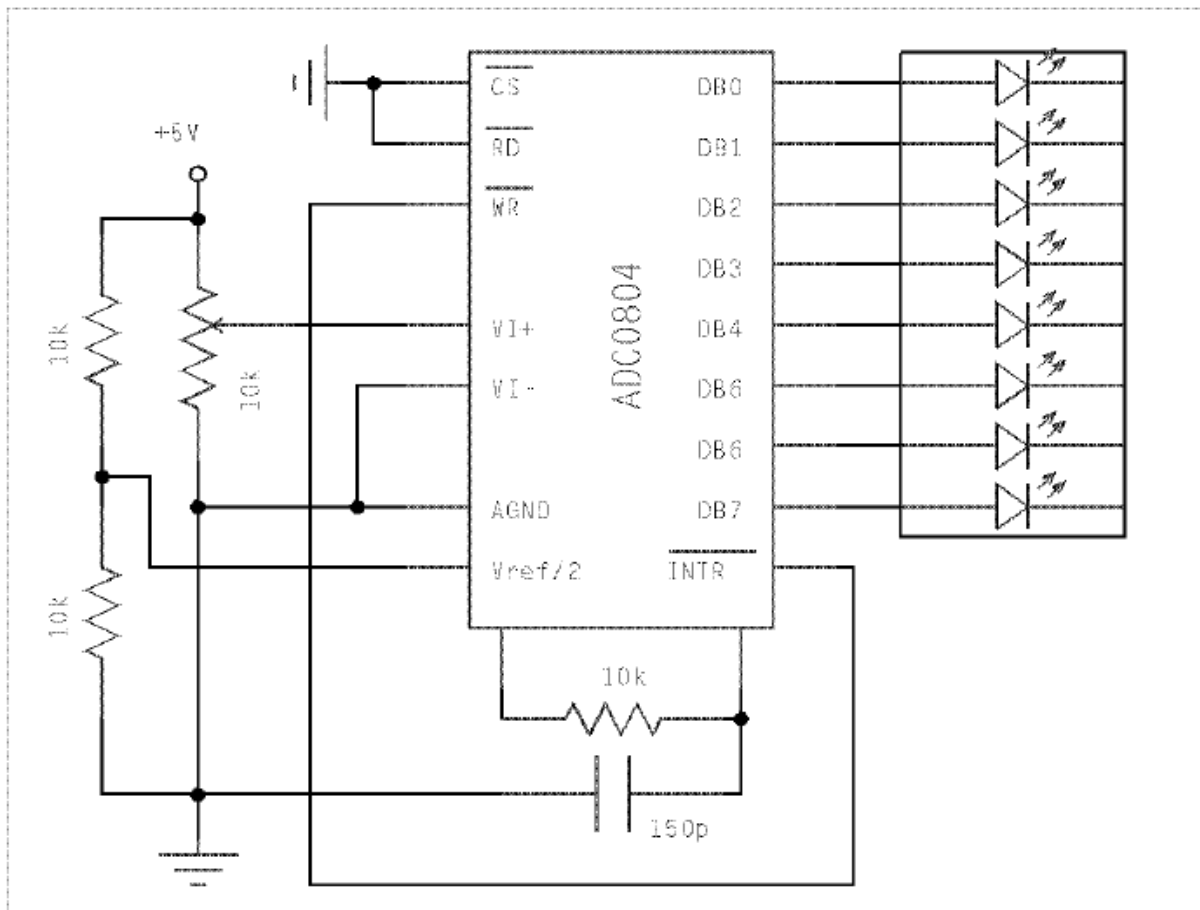 CS
DB0
+5V
RD
DB1
WR
DB2
DB3
ADC0804
10k
VI+
DB4
10k
VI-
DB6
DB6
AGND
DB7
10k
Vref/2
INTR
10k
150p